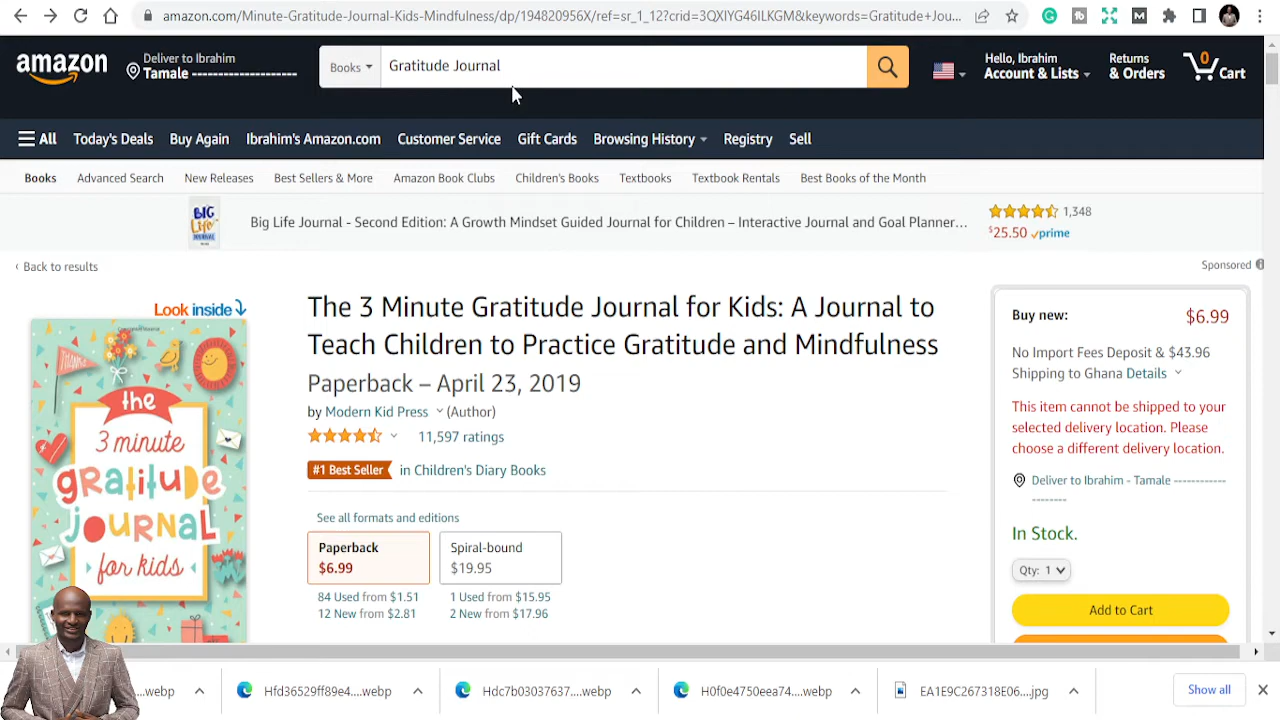 amazon.com/Minute-Gratitude-Journal-Kids-Mindfulness/dp/194820956X/ref=sr_1_12?crid=3QXIYG46ILKGM&keywords=Gratitude+Jou...
amazon
Deliver to Ibrahim
Tamale --------------------
Books
Gratitude Journal
Hello, Ibrahim
Account & Lists
Returns
& Orders
0
Cart
All
Today's Deals
Buy Again
Ibrahim's Amazon.com
Customer Service
Gift Cards
Browsing History
Registry
Sell
Books
Advanced Search
New Releases
Best Sellers & More
Amazon Book Clubs
Children's Books
Textbooks
Textbook Rentals
Best Books of the Month
BIG
Life
JOURNAL
Big Life Journal - Second Edition: A Growth Mindset Guided Journal for Children – Interactive Journal and Goal Planner...
1,348
$25.50 prime
‹ Back to results
Sponsored
Look inside
THANKS
the
3 minute
gratitude
JOURNAL
for kids
The 3 Minute Gratitude Journal for Kids: A Journal to
Teach Children to Practice Gratitude and Mindfulness
Paperback – April 23, 2019
by Modern Kid Press (Author)
11,597 ratings
#1 Best Seller in Children's Diary Books
See all formats and editions
Paperback
$6.99
Spiral-bound
$19.95
84 Used from $1.51
12 New from $2.81
1 Used from $15.95
2 New from $17.96
Buy new:
$6.99
No Import Fees Deposit & $43.96
Shipping to Ghana Details
This item cannot be shipped to your
selected delivery location. Please
choose a different delivery location.
Deliver to Ibrahim - Tamale ------------
--------
In Stock.
Qty: 1
Add to Cart
....webp
Hfd36529ff89e4....webp
Hdc7b03037637....webp
H0f0e4750eea74....webp
EA1E9C267318E06....jpg
Show all